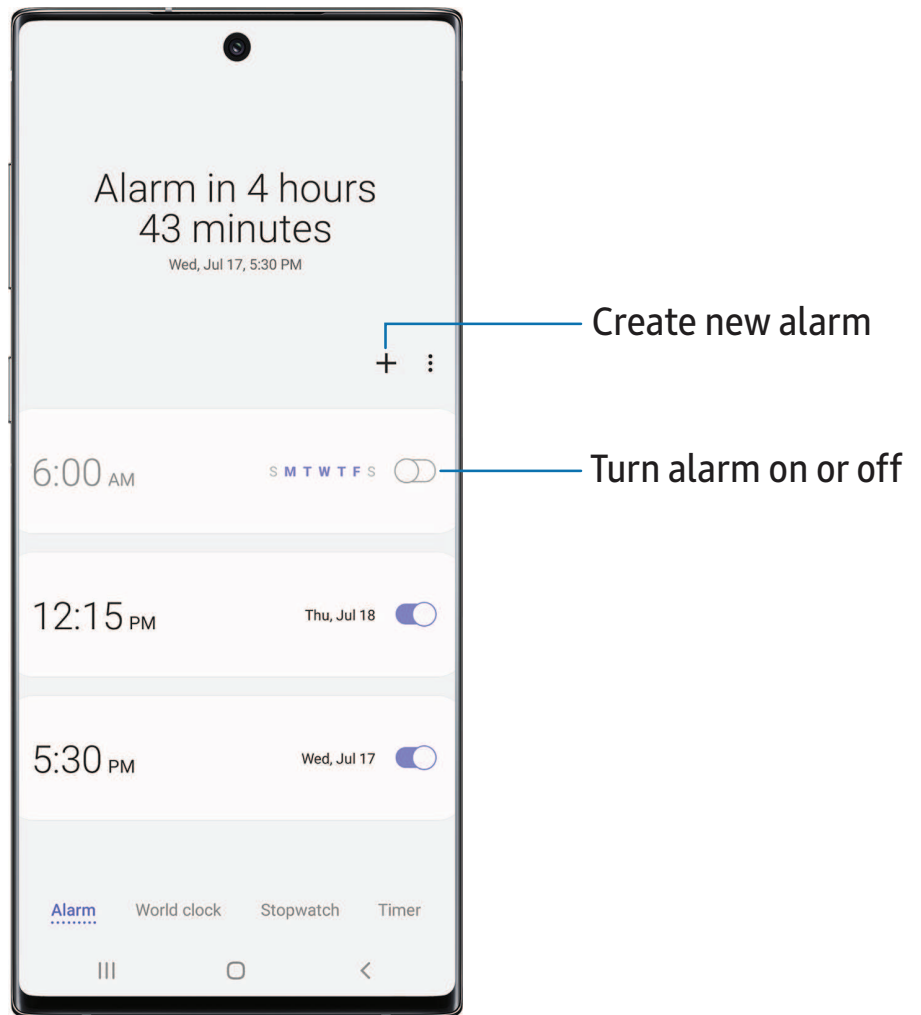 Alarm in 4 hours
43 minutes
Wed, Jul 17, 5:30 PM
Create new alarm
6:00 AM
S M T W T F S
Turn alarm on or off
12:15 PM
Thu, Jul 18
5:30 PM
Wed, Jul 17
Alarm World clock Stopwatch Timer